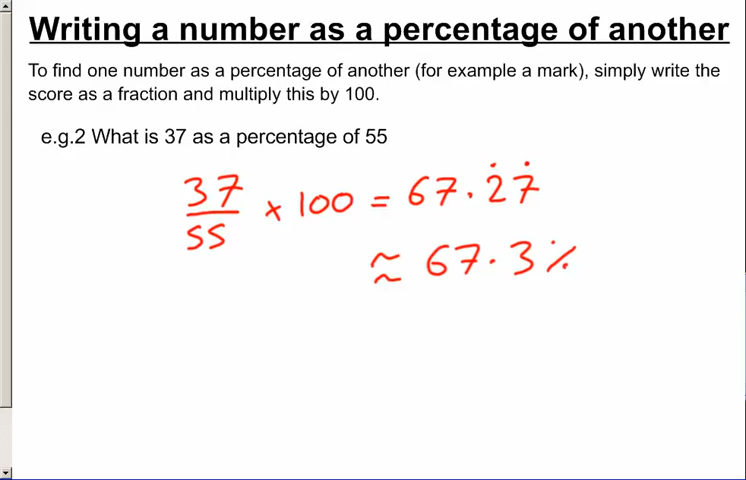 Writing a number as a percentage of another
To find one number as a percentage of another (for example a mark), simply write the
score as a fraction and multiply this by 100.
e.g.2 What is 37 as a percentage of 55
37/55 × 100 = 67.2̇7̇
≈ 67.3%